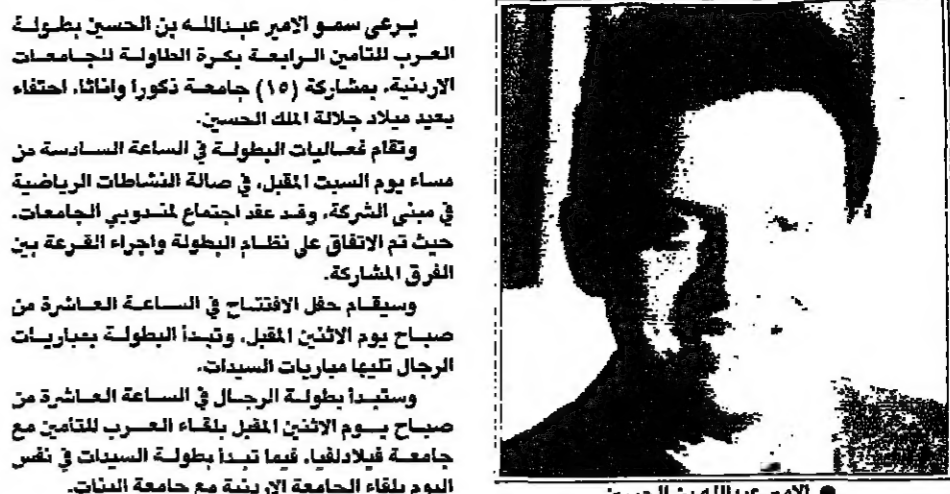 يرعى سمو الامير عبدالله بن الحسين بطولة
العرب للتأمين الرابعة بكرة الطاولة للجامعات
الاردنية، بمشاركة (١٥) جامعة ذكورا واناثا، احتفاء
بعيد ميلاد جلالة الملك الحسين.
وتقام فعاليات البطولة في الساعة السادسة من
مساء يوم السبت المقبل، في صالة النشاطات الرياضية
في مبنى الشركة، وقد عقد اجتماع لمندوبي الجامعات،
حيث تم الاتفاق على نظام البطولة واجراء القرعة بين
الفرق المشاركة.
وسيقام حفل الافتتاح في الساعة العاشرة من
صباح يوم الاثنين المقبل، وتبدأ البطولة بمباريات
الرجال تليها مباريات السيدات.
وستبدأ بطولة الرجال في الساعة العاشرة من
صباح يوم الاثنين المقبل بلقاء العرب للتأمين مع
جامعة فيلادلفيا، فيما تبدأ بطولة السيدات في نفس
اليوم بلقاء الجامعة الاردنية مع جامعة البنات.
● الامير عبدالله بن الحسين